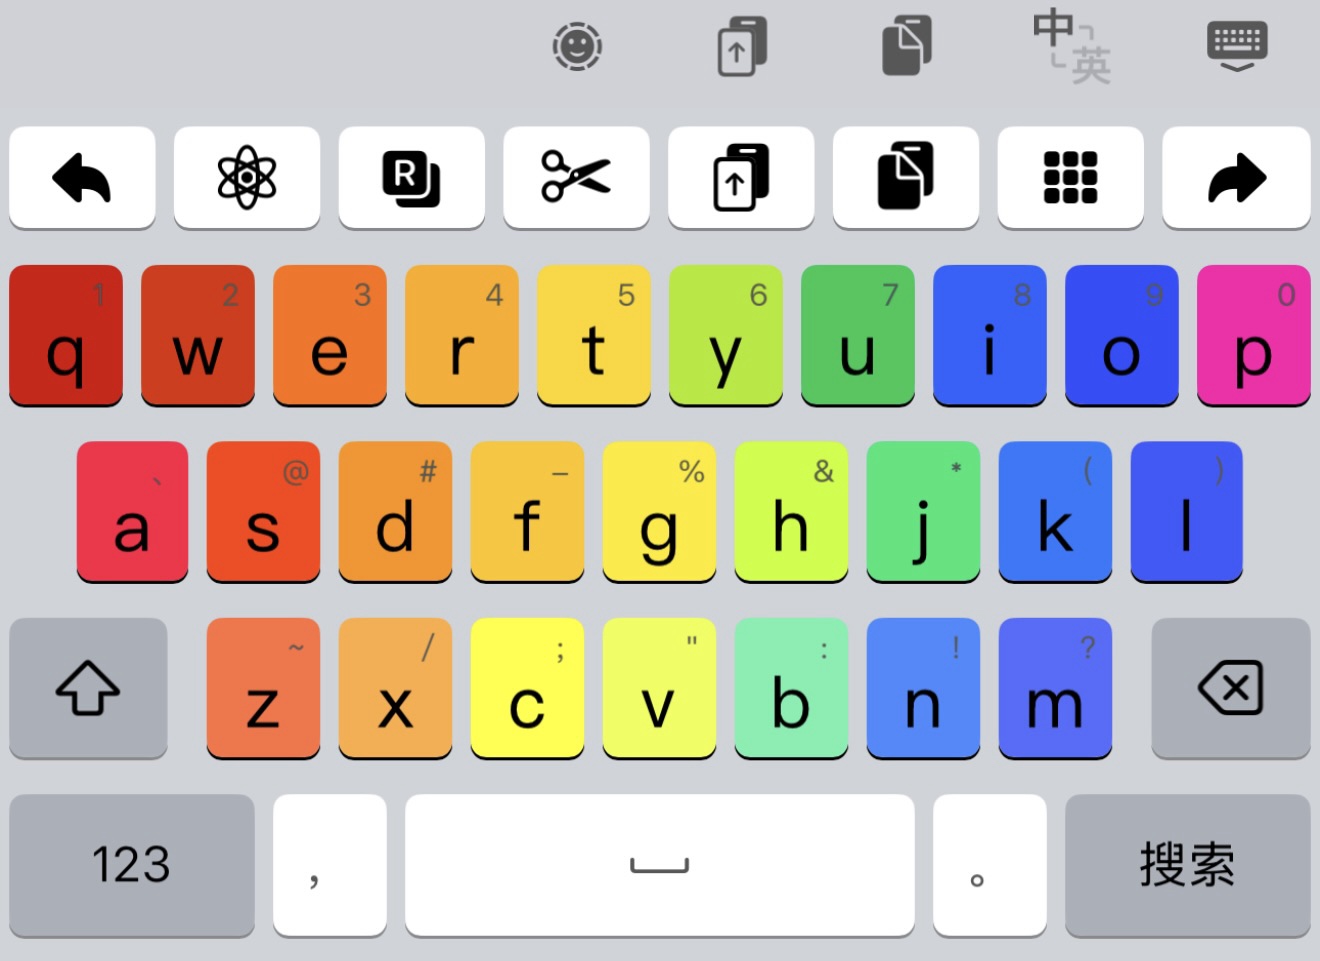 中 英
R
1 2 3 4 5 6 7 8 9 0
q w e r t y u i o p
、 @ # – % & * ( )
a s d f g h j k l
~ / ; " : ! ?
z x c v b n m
123 ， 。 搜索